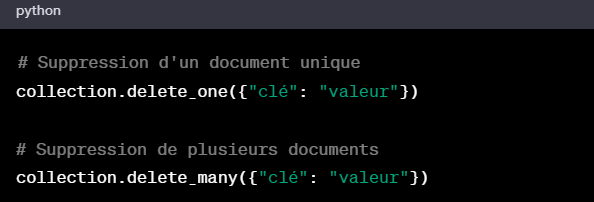 python
# Suppression d'un document unique
collection.delete_one({"clé": "valeur"})
# Suppression de plusieurs documents
collection.delete_many({"clé": "valeur"})